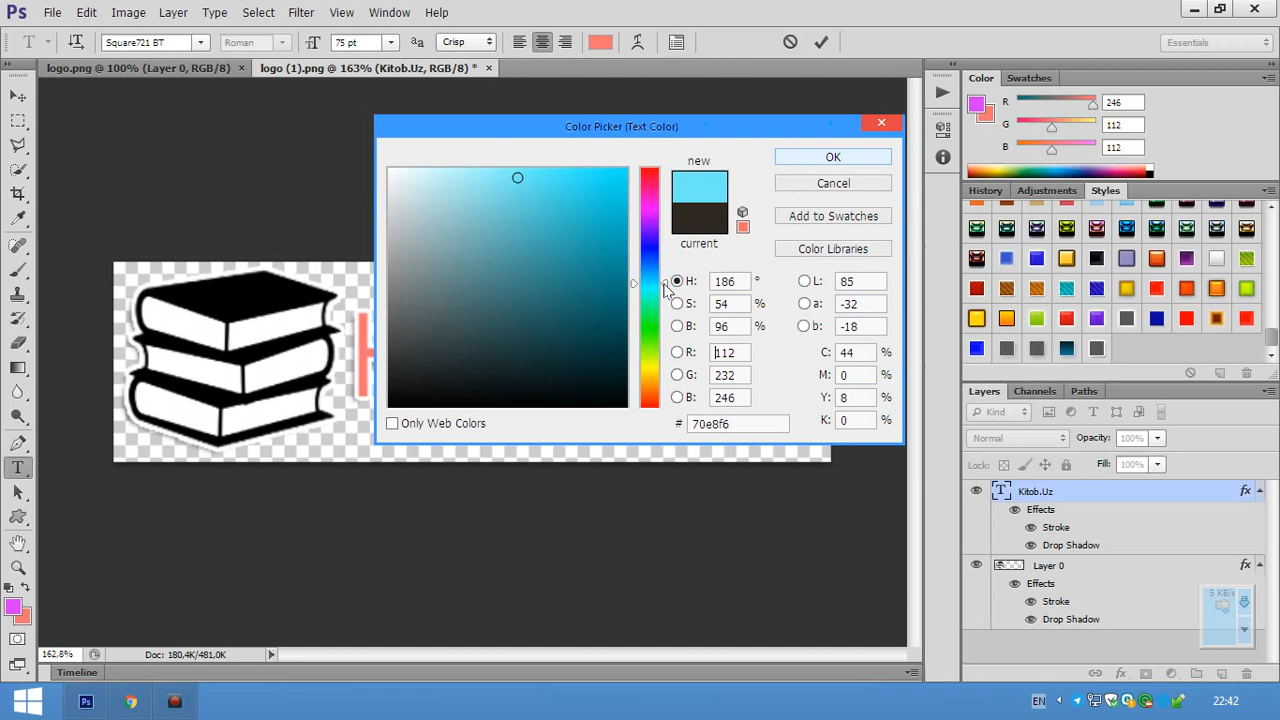 Ps File Edit Image Layer Type Select Filter View Window Help
T Square721 BT Roman 75 pt aa Crisp Essentials
logo.png @ 100% (Layer 0, RGB/8) × logo (1).png @ 163% (Kitob.Uz, RGB/8) * ×
Color Swatches
R 246
G 112
B 112
Color Picker (Text Color)
new
current
OK
Cancel
Add to Swatches
Color Libraries
H: 186 ° L: 85
S: 54 % a: -32
B: 96 % b: -18
R: 112 C: 44 %
G: 232 M: 0 %
B: 246 Y: 8 %
# 70e8f6 K: 0 %
Only Web Colors
History Adjustments Styles
Layers Channels Paths
Kind
Normal Opacity: 100%
Lock: Fill: 100%
T Kitob.Uz fx
Effects
Stroke
Drop Shadow
Layer 0 fx
Effects
Stroke
Drop Shadow
5 KB/s
162,8% Doc: 180,4K/481,0K
Timeline
Ps EN 22:42